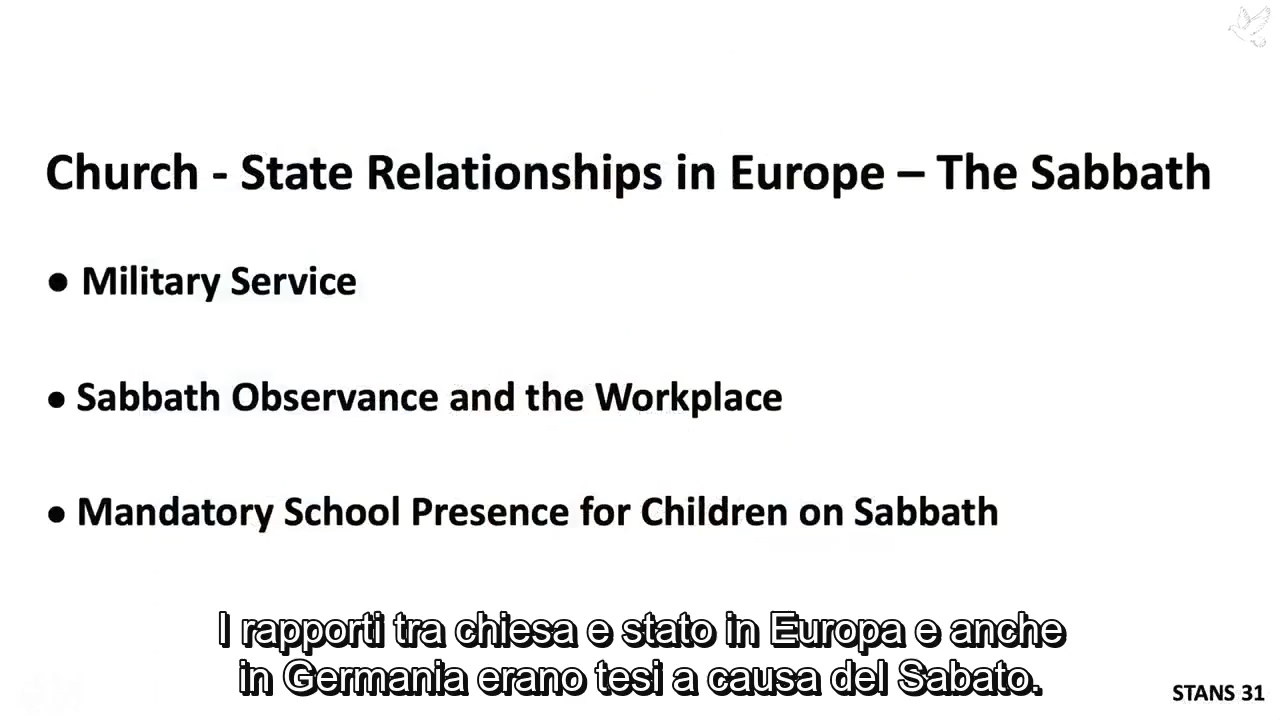 Church - State Relationships in Europe – The Sabbath
● Military Service
● Sabbath Observance and the Workplace
● Mandatory School Presence for Children on Sabbath
I rapporti tra chiesa e stato in Europa e anche
in Germania erano tesi a causa del Sabato.
STANS 31